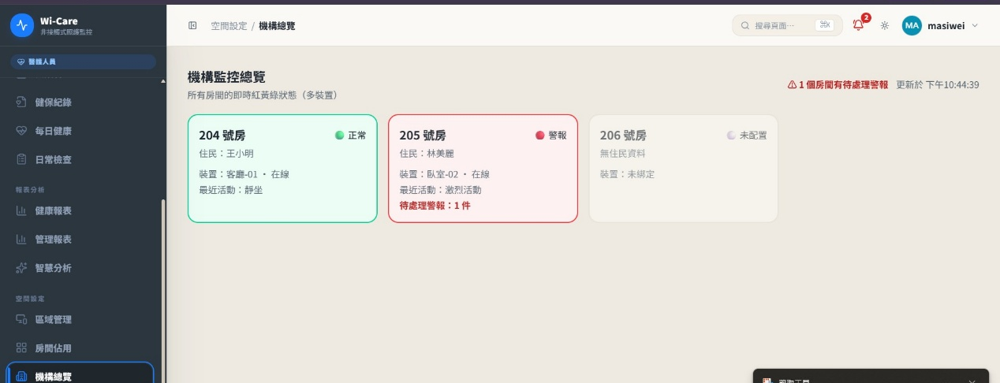 Wi-Care
非接觸式照護監控
醫護人員
健保紀錄
每日健康
日常檢查
報表分析
健康報表
管理報表
智慧分析
空間設定
區域管理
房間佔用
機構總覽
空間設定 / 機構總覽
搜尋頁面…
⌘K
2
MA
masiwei
機構監控總覽
所有房間的即時紅黃綠狀態（多裝置）
1 個房間有待處理警報
更新於 下午10:44:39
204 號房
正常
住民：王小明
裝置：客廳-01 · 在線
最近活動：靜坐
205 號房
警報
住民：林美麗
裝置：臥室-02 · 在線
最近活動：激烈活動
待處理警報：1 件
206 號房
未配置
無住民資料
裝置：未綁定